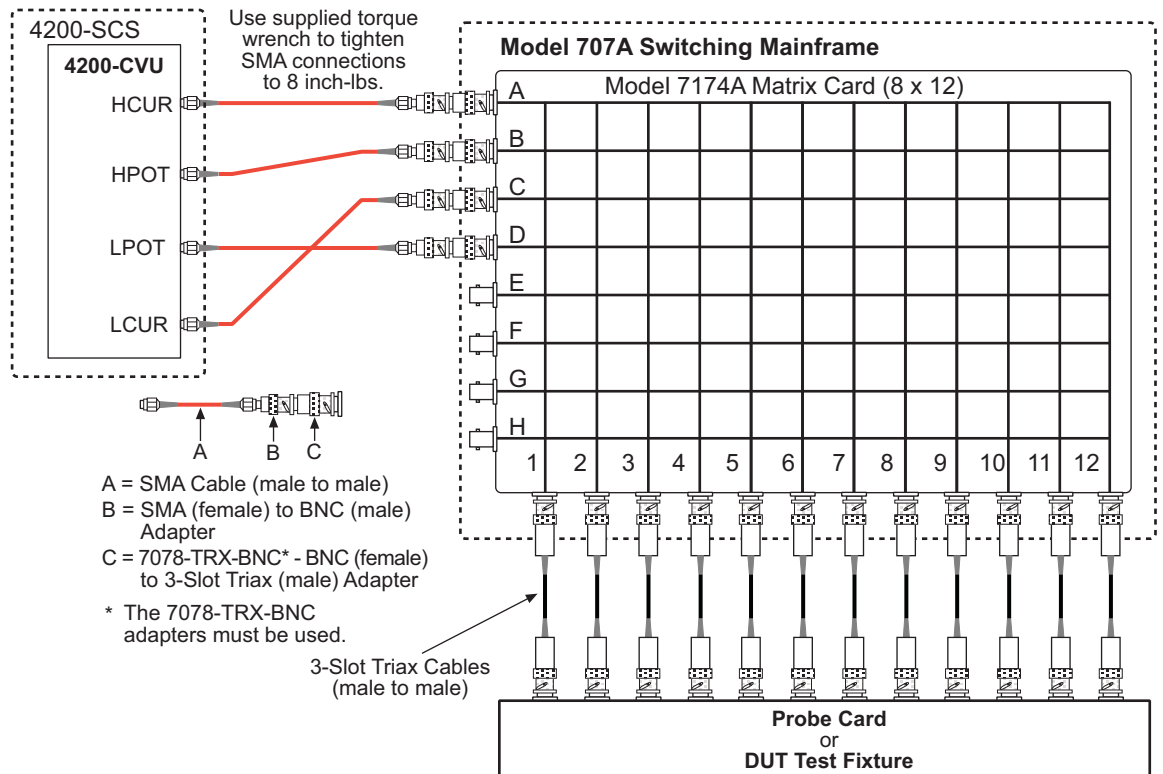 4200-SCS
4200-CVU
HCUR
HPOT
LPOT
LCUR
Use supplied torque
wrench to tighten
SMA connections
to 8 inch-lbs.
Model 707A Switching Mainframe
Model 7174A Matrix Card (8 x 12)
A
B
C
D
E
F
G
H
1 2 3 4 5 6 7 8 9 10 11 12
A B C
A = SMA Cable (male to male)
B = SMA (female) to BNC (male)
Adapter
C = 7078-TRX-BNC* - BNC (female)
to 3-Slot Triax (male) Adapter
* The 7078-TRX-BNC
adapters must be used.
3-Slot Triax Cables
(male to male)
Probe Card
or
DUT Test Fixture